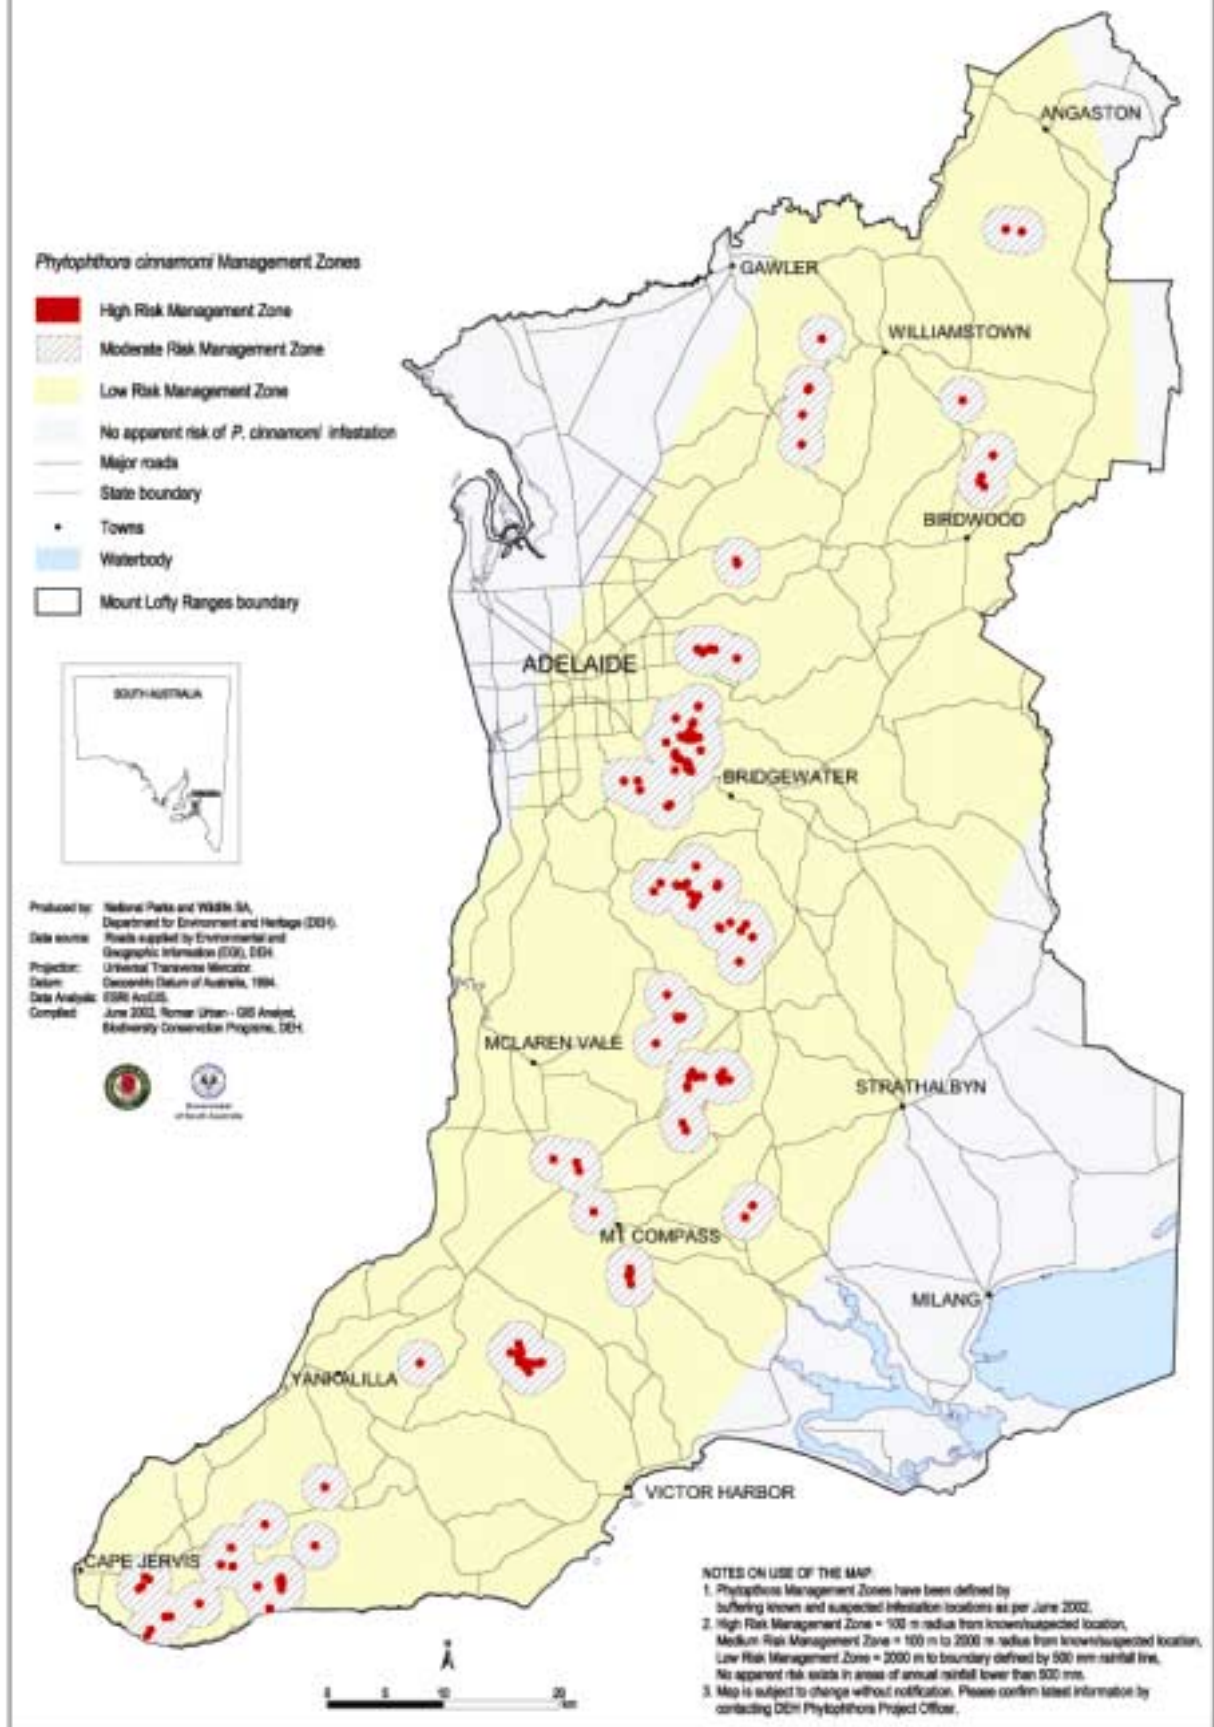 Phytophthora cinnamomi Management Zones
High Risk Management Zone
Moderate Risk Management Zone
Low Risk Management Zone
No apparent risk of P. cinnamomi infestation
Major roads
State boundary
Towns
Waterbody
Mount Lofty Ranges boundary
SOUTH AUSTRALIA
Produced by: National Parks and Wildlife SA,
Department for Environment and Heritage (DEH).
Data source: Roads supplied by Environmental and
Geographic Information (EGI), DEH.
Projection: Universal Transverse Mercator.
Datum: Geocentric Datum of Australia, 1994.
Data Analysis: ESRI ArcGIS.
Compiled: June 2002, Roman Urban - GIS Analyst,
Biodiversity Conservation Programs, DEH.
Government
of South Australia
ANGASTON
GAWLER
WILLIAMSTOWN
BIRDWOOD
ADELAIDE
BRIDGEWATER
MCLAREN VALE
STRATHALBYN
MT COMPASS
MILANG
YANKALILLA
VICTOR HARBOR
CAPE JERVIS
NOTES ON USE OF THE MAP:
1. Phytopthora Management Zones have been defined by
buffering known and suspected infestation locations as per June 2002.
2. High Risk Management Zone = 100 m radius from known/suspected location,
Medium Risk Management Zone = 100 m to 2000 m radius from known/suspected location,
Low Risk Management Zone = 2000 m to boundary defined by 500 mm rainfall line,
No apparent risk exists in areas of annual rainfall lower than 500 mm.
3. Map is subject to change without notification. Please confirm latest information by
contacting DEH Phytophthora Project Officer.
0 5 10 20
km